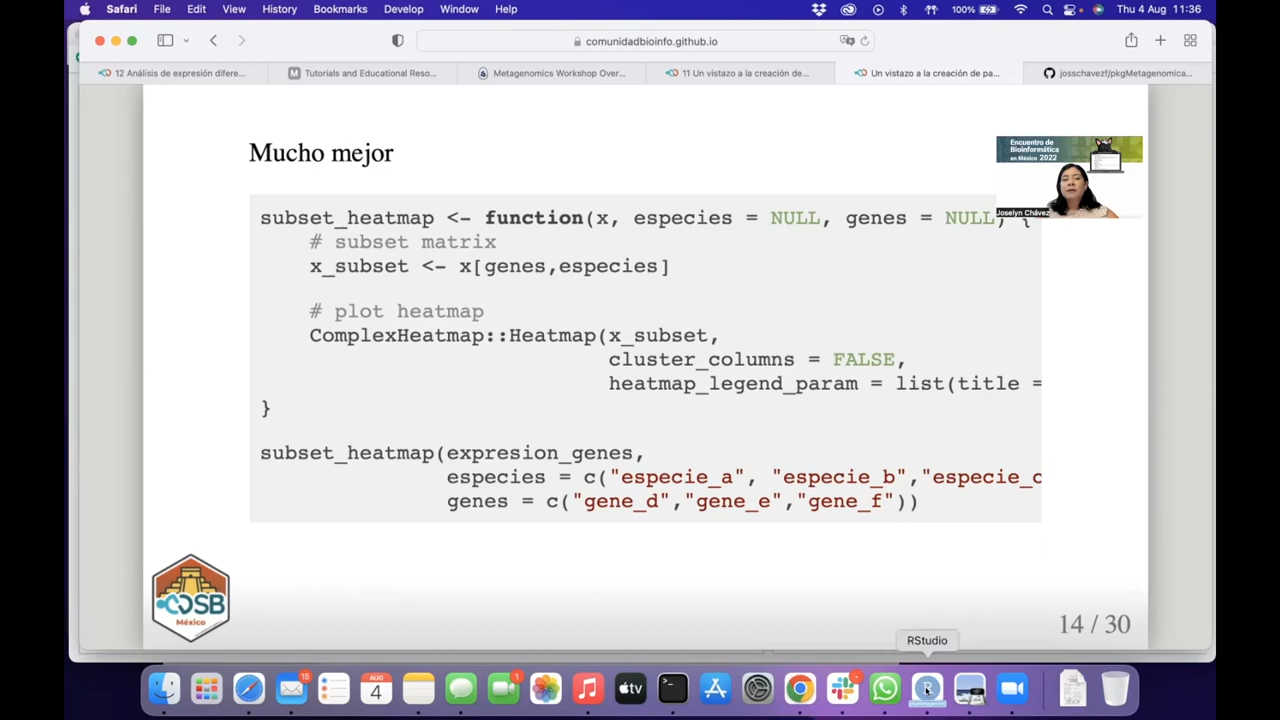 Safari File Edit View History Bookmarks Develop Window Help 100% Thu 4 Aug 11:36
comunidadbioinfo.github.io
12 Análisis de expresión difere... Tutorials and Educational Reso... Metagenomics Workshop Over... 11 Un vistazo a la creación de... Un vistazo a la creación de pa... josschavezf/pkgMetagenomica...
Mucho mejor
Encuentro de
Bioinformática
en México 2022
Joselyn Chávez
subset_heatmap <- function(x, especies = NULL, genes = NULL) {
# subset matrix
x_subset <- x[genes,especies]
# plot heatmap
ComplexHeatmap::Heatmap(x_subset,
cluster_columns = FALSE,
heatmap_legend_param = list(title =
}
subset_heatmap(expresion_genes,
especies = c("especie_a", "especie_b","especie_c
genes = c("gene_d","gene_e","gene_f"))
CDSB
México
14 / 30
RStudio
15
AUG
4
1
tv